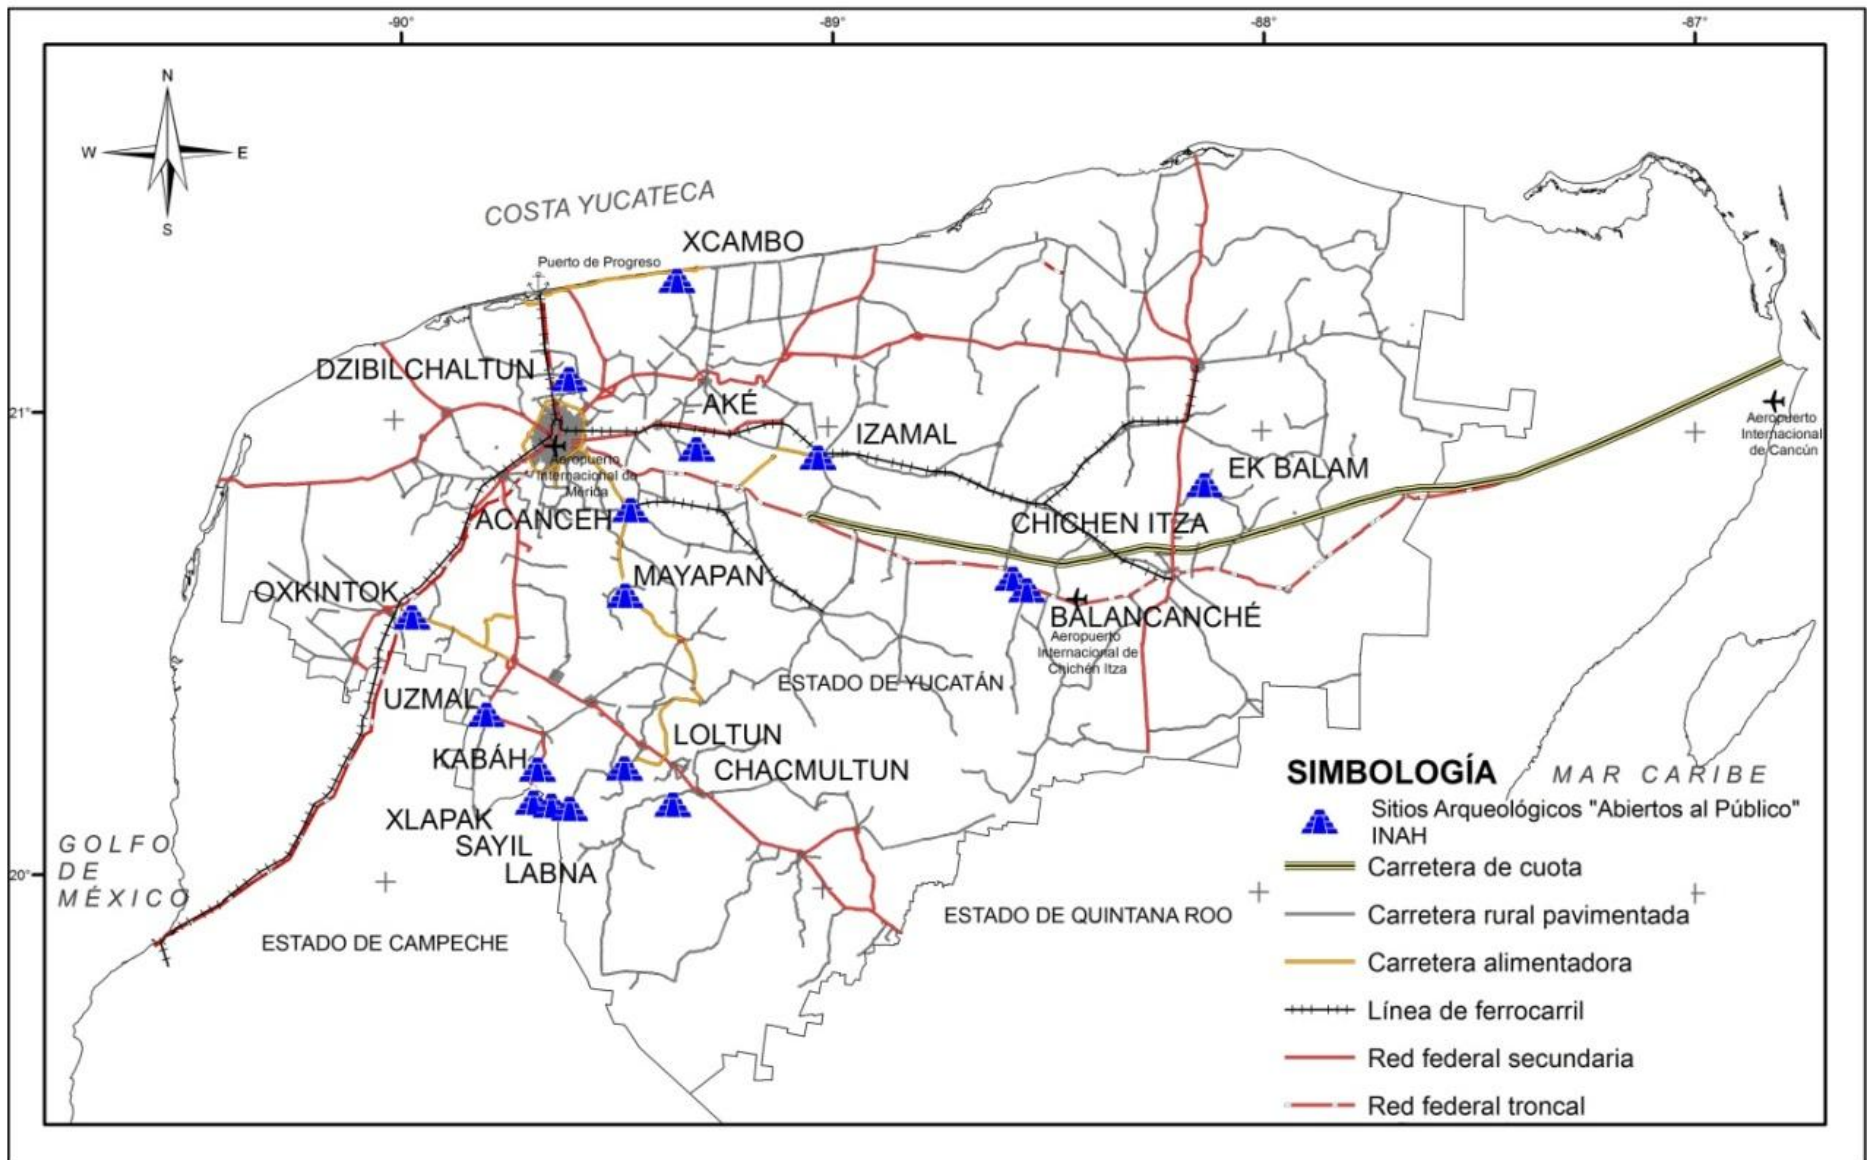 -90°
-89°
-88°
-87°
N
W
E
S
COSTA YUCATECA
XCAMBO
Puerto de Progreso
DZIBILCHALTUN
21°
AKÉ
Aeropuerto
Internacional
de Cancún
IZAMAL
Aeropuerto
Internacional de
Mérica
EK BALAM
ACANCEH
CHICHEN ITZA
MAYAPAN
OXKINTOK
BALANCANCHÉ
Aeropuerto
Internacional de
Chichén Itza
ESTADO DE YUCATÁN
UZMAL
LOLTUN
KABÁH
CHACMULTUN
XLAPAK
SAYIL
LABNA
GOLFO
DE
MÉXICO
20°
ESTADO DE CAMPECHE
ESTADO DE QUINTANA ROO
MAR CARIBE
SIMBOLOGÍA
Sitios Arqueológicos "Abiertos al Público"
INAH
Carretera de cuota
Carretera rural pavimentada
Carretera alimentadora
Línea de ferrocarril
Red federal secundaria
Red federal troncal